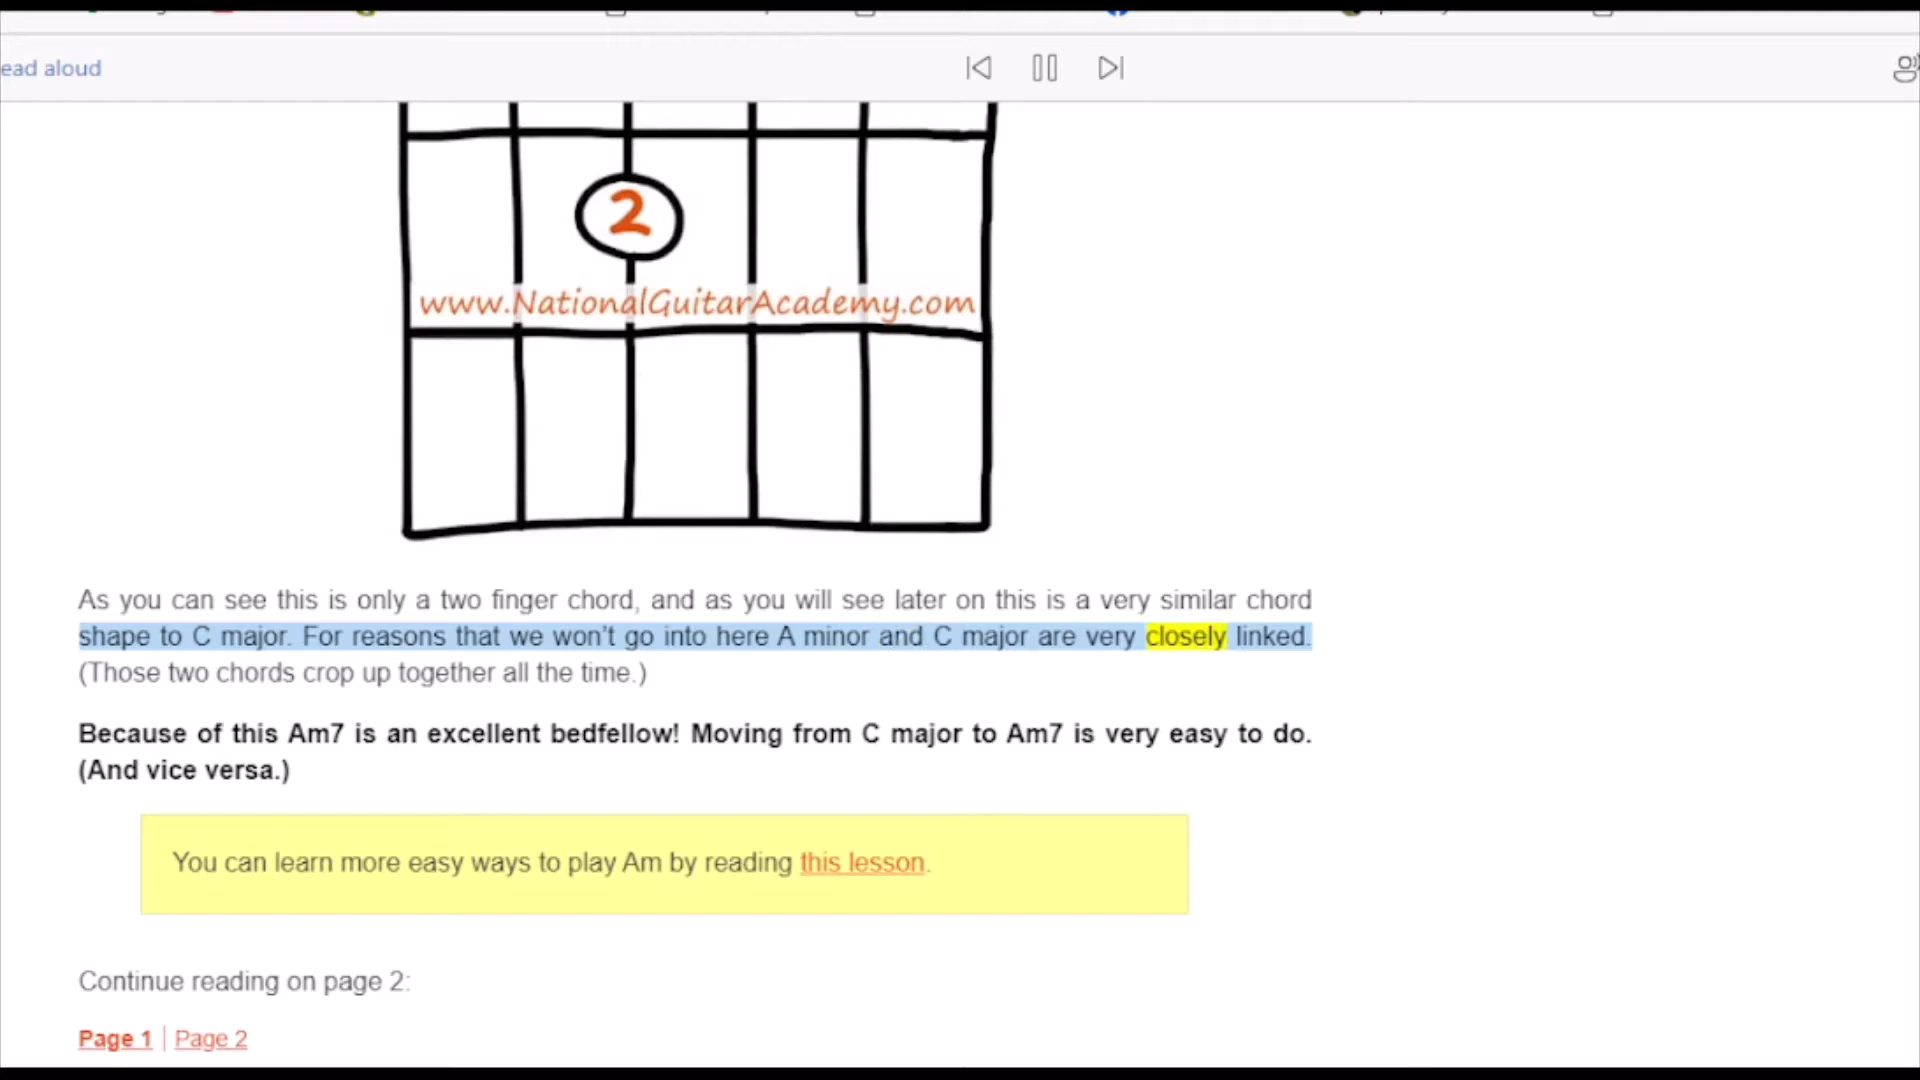 ead aloud
2
www.NationalGuitarAcademy.com
As you can see this is only a two finger chord, and as you will see later on this is a very similar chord
shape to C major. For reasons that we won't go into here A minor and C major are very closely linked.
(Those two chords crop up together all the time.)
Because of this Am7 is an excellent bedfellow! Moving from C major to Am7 is very easy to do.
(And vice versa.)
You can learn more easy ways to play Am by reading this lesson.
Continue reading on page 2:
Page 1 | Page 2